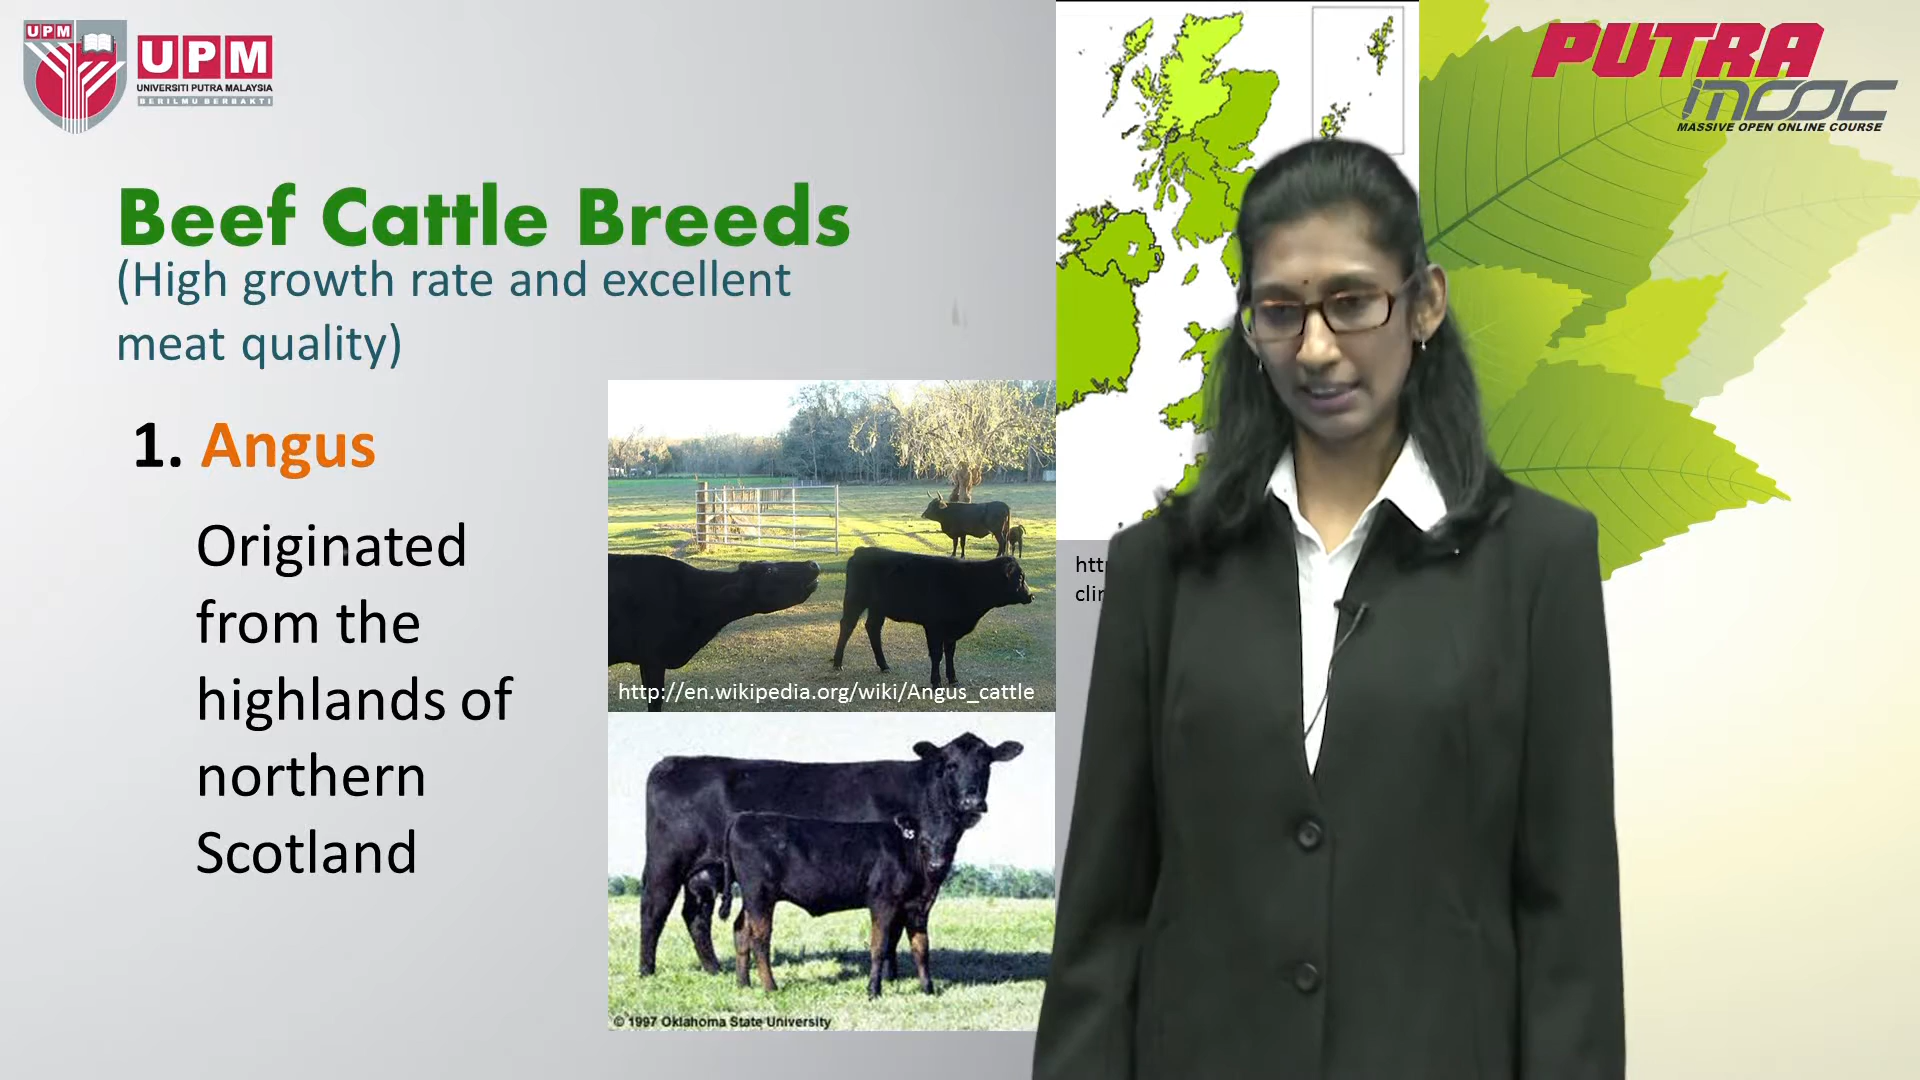 UPM
UPM
UNIVERSITI PUTRA MALAYSIA
BERILMU BERBAKTI
PUTRA
mooc
MASSIVE OPEN ONLINE COURSE
Beef Cattle Breeds
(High growth rate and excellent
meat quality)
1. Angus
Originated
from the
highlands of
northern
Scotland
http://en.wikipedia.org/wiki/Angus_cattle
© 1997 Oklahoma State University